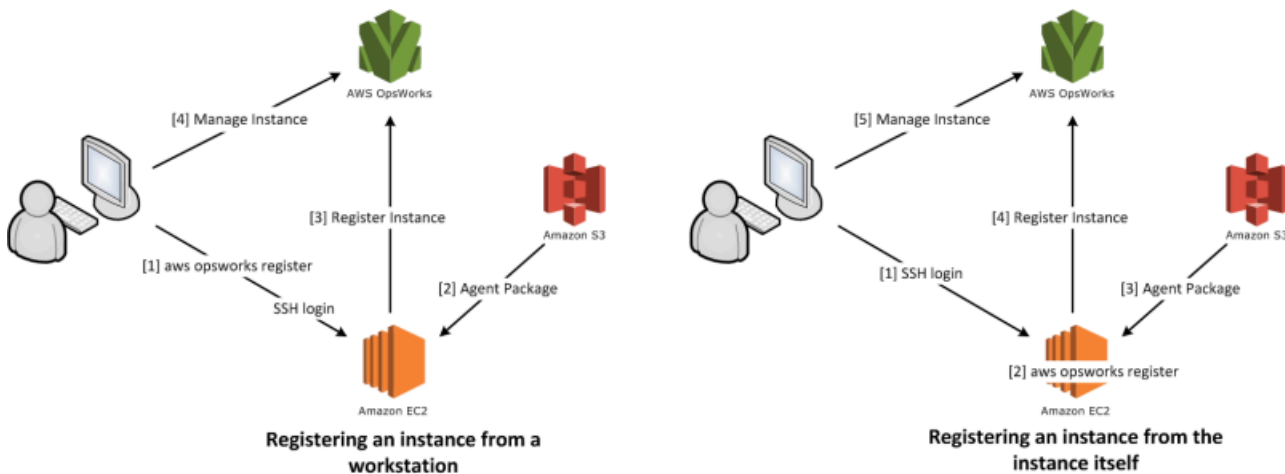 AWS OpsWorks
[4] Manage Instance
[3] Register Instance
Amazon S3
[1] aws opsworks register
SSH login
[2] Agent Package
Amazon EC2
Registering an instance from a
workstation
AWS OpsWorks
[5] Manage Instance
[4] Register Instance
Amazon S3
[1] SSH login
[3] Agent Package
[2] aws opsworks register
Amazon EC2
Registering an instance from the
instance itself